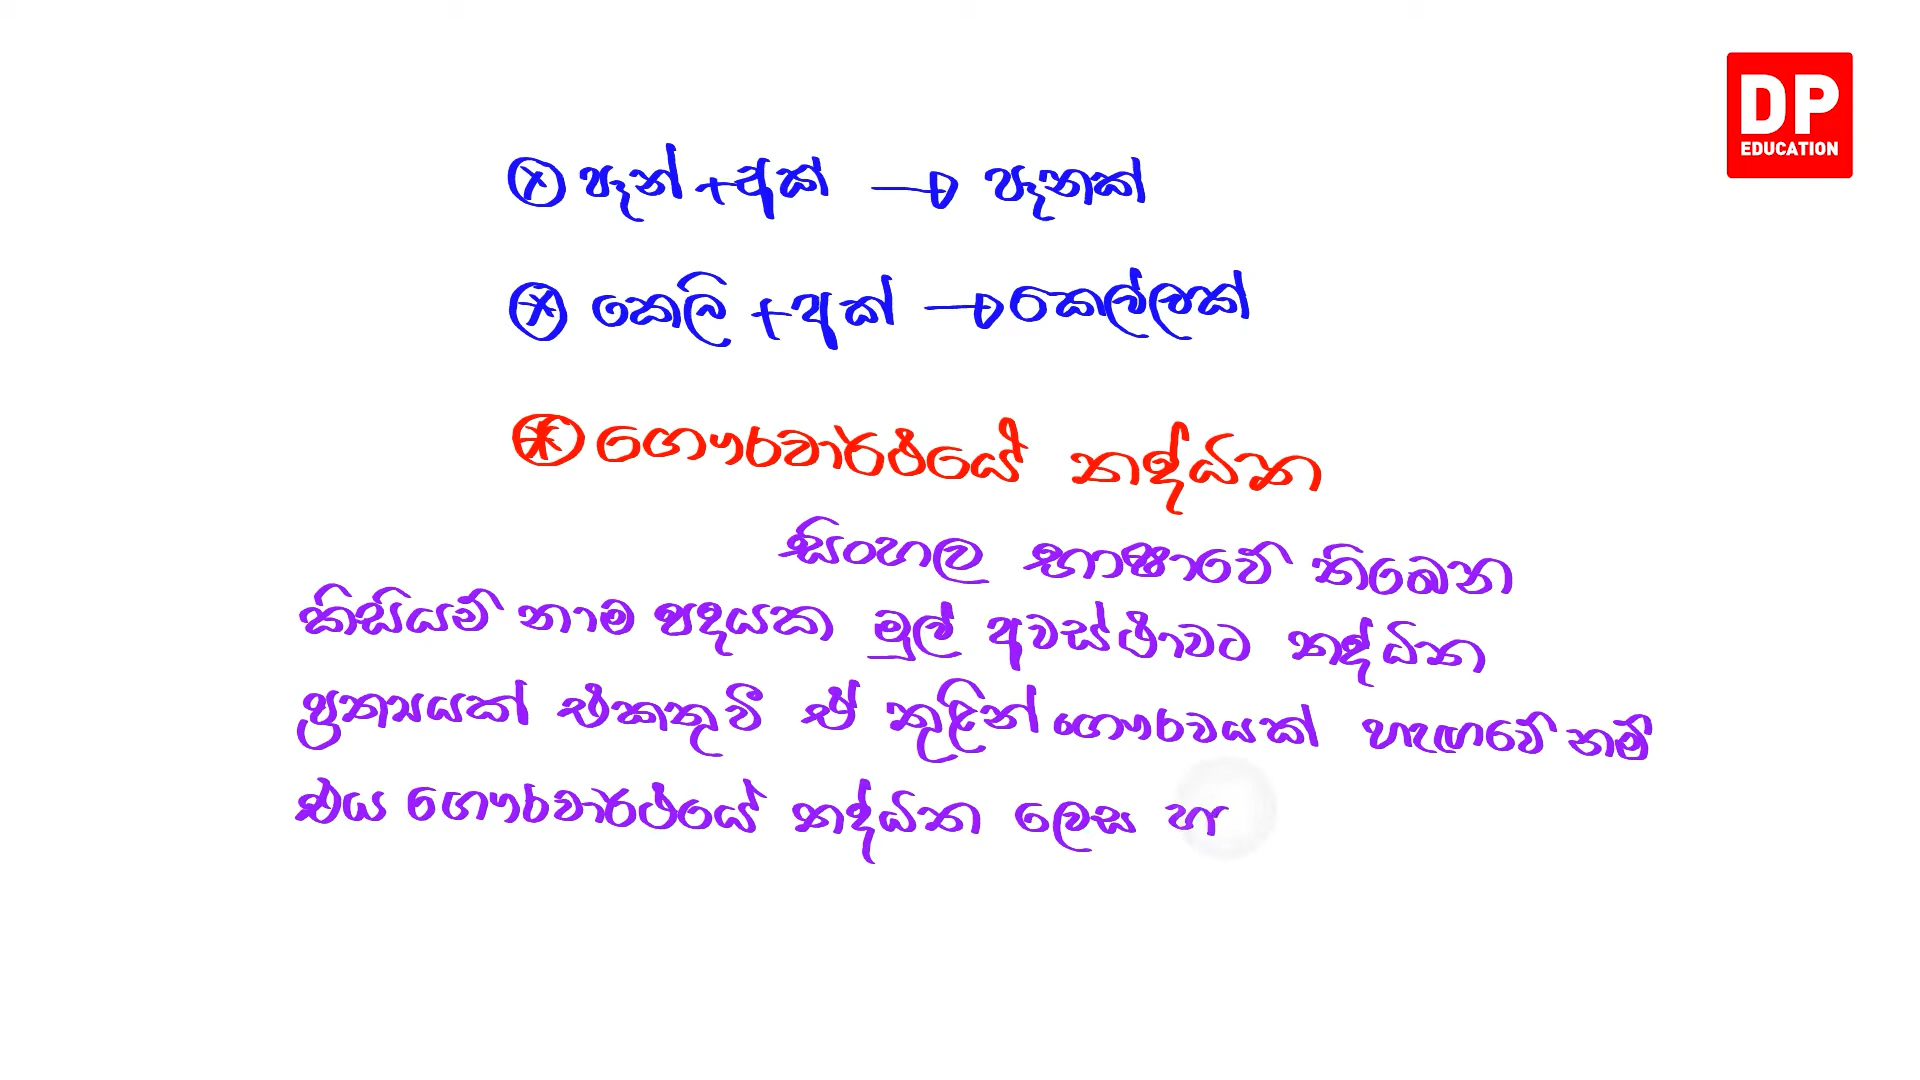 DP
EDUCATION
පෑන් + අක් → පෑනක්
කෙලි + අක් → කෙල්ලක්
ගෞරවාර්ථයේ තද්ධිත
සිංහල භාෂාවේ තිබෙන
කිසියම් නාම පදයක මුල් අවස්ථාවට තද්ධිත
ප්‍රත්‍යයක් එකතු වී ඒ තුළින් ගෞරවයක් හැඟවේ නම්
එය ගෞරවාර්ථයේ තද්ධිත ලෙස හ